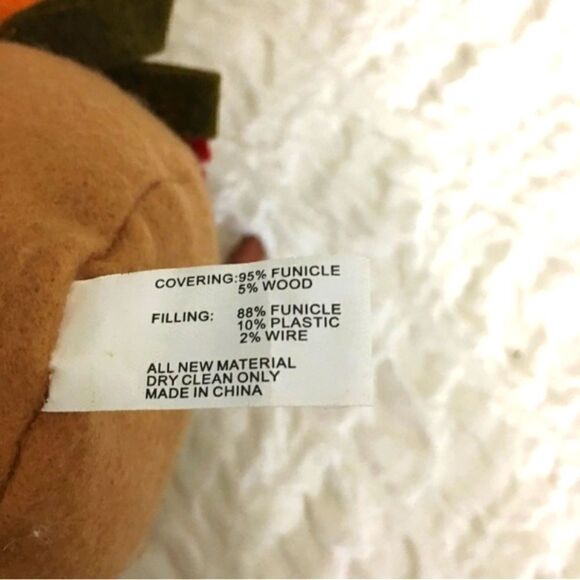 COVERING:95% FUNICLE
5% WOOD
FILLING: 88% FUNICLE
10% PLASTIC
2% WIRE
ALL NEW MATERIAL
DRY CLEAN ONLY
MADE IN CHINA